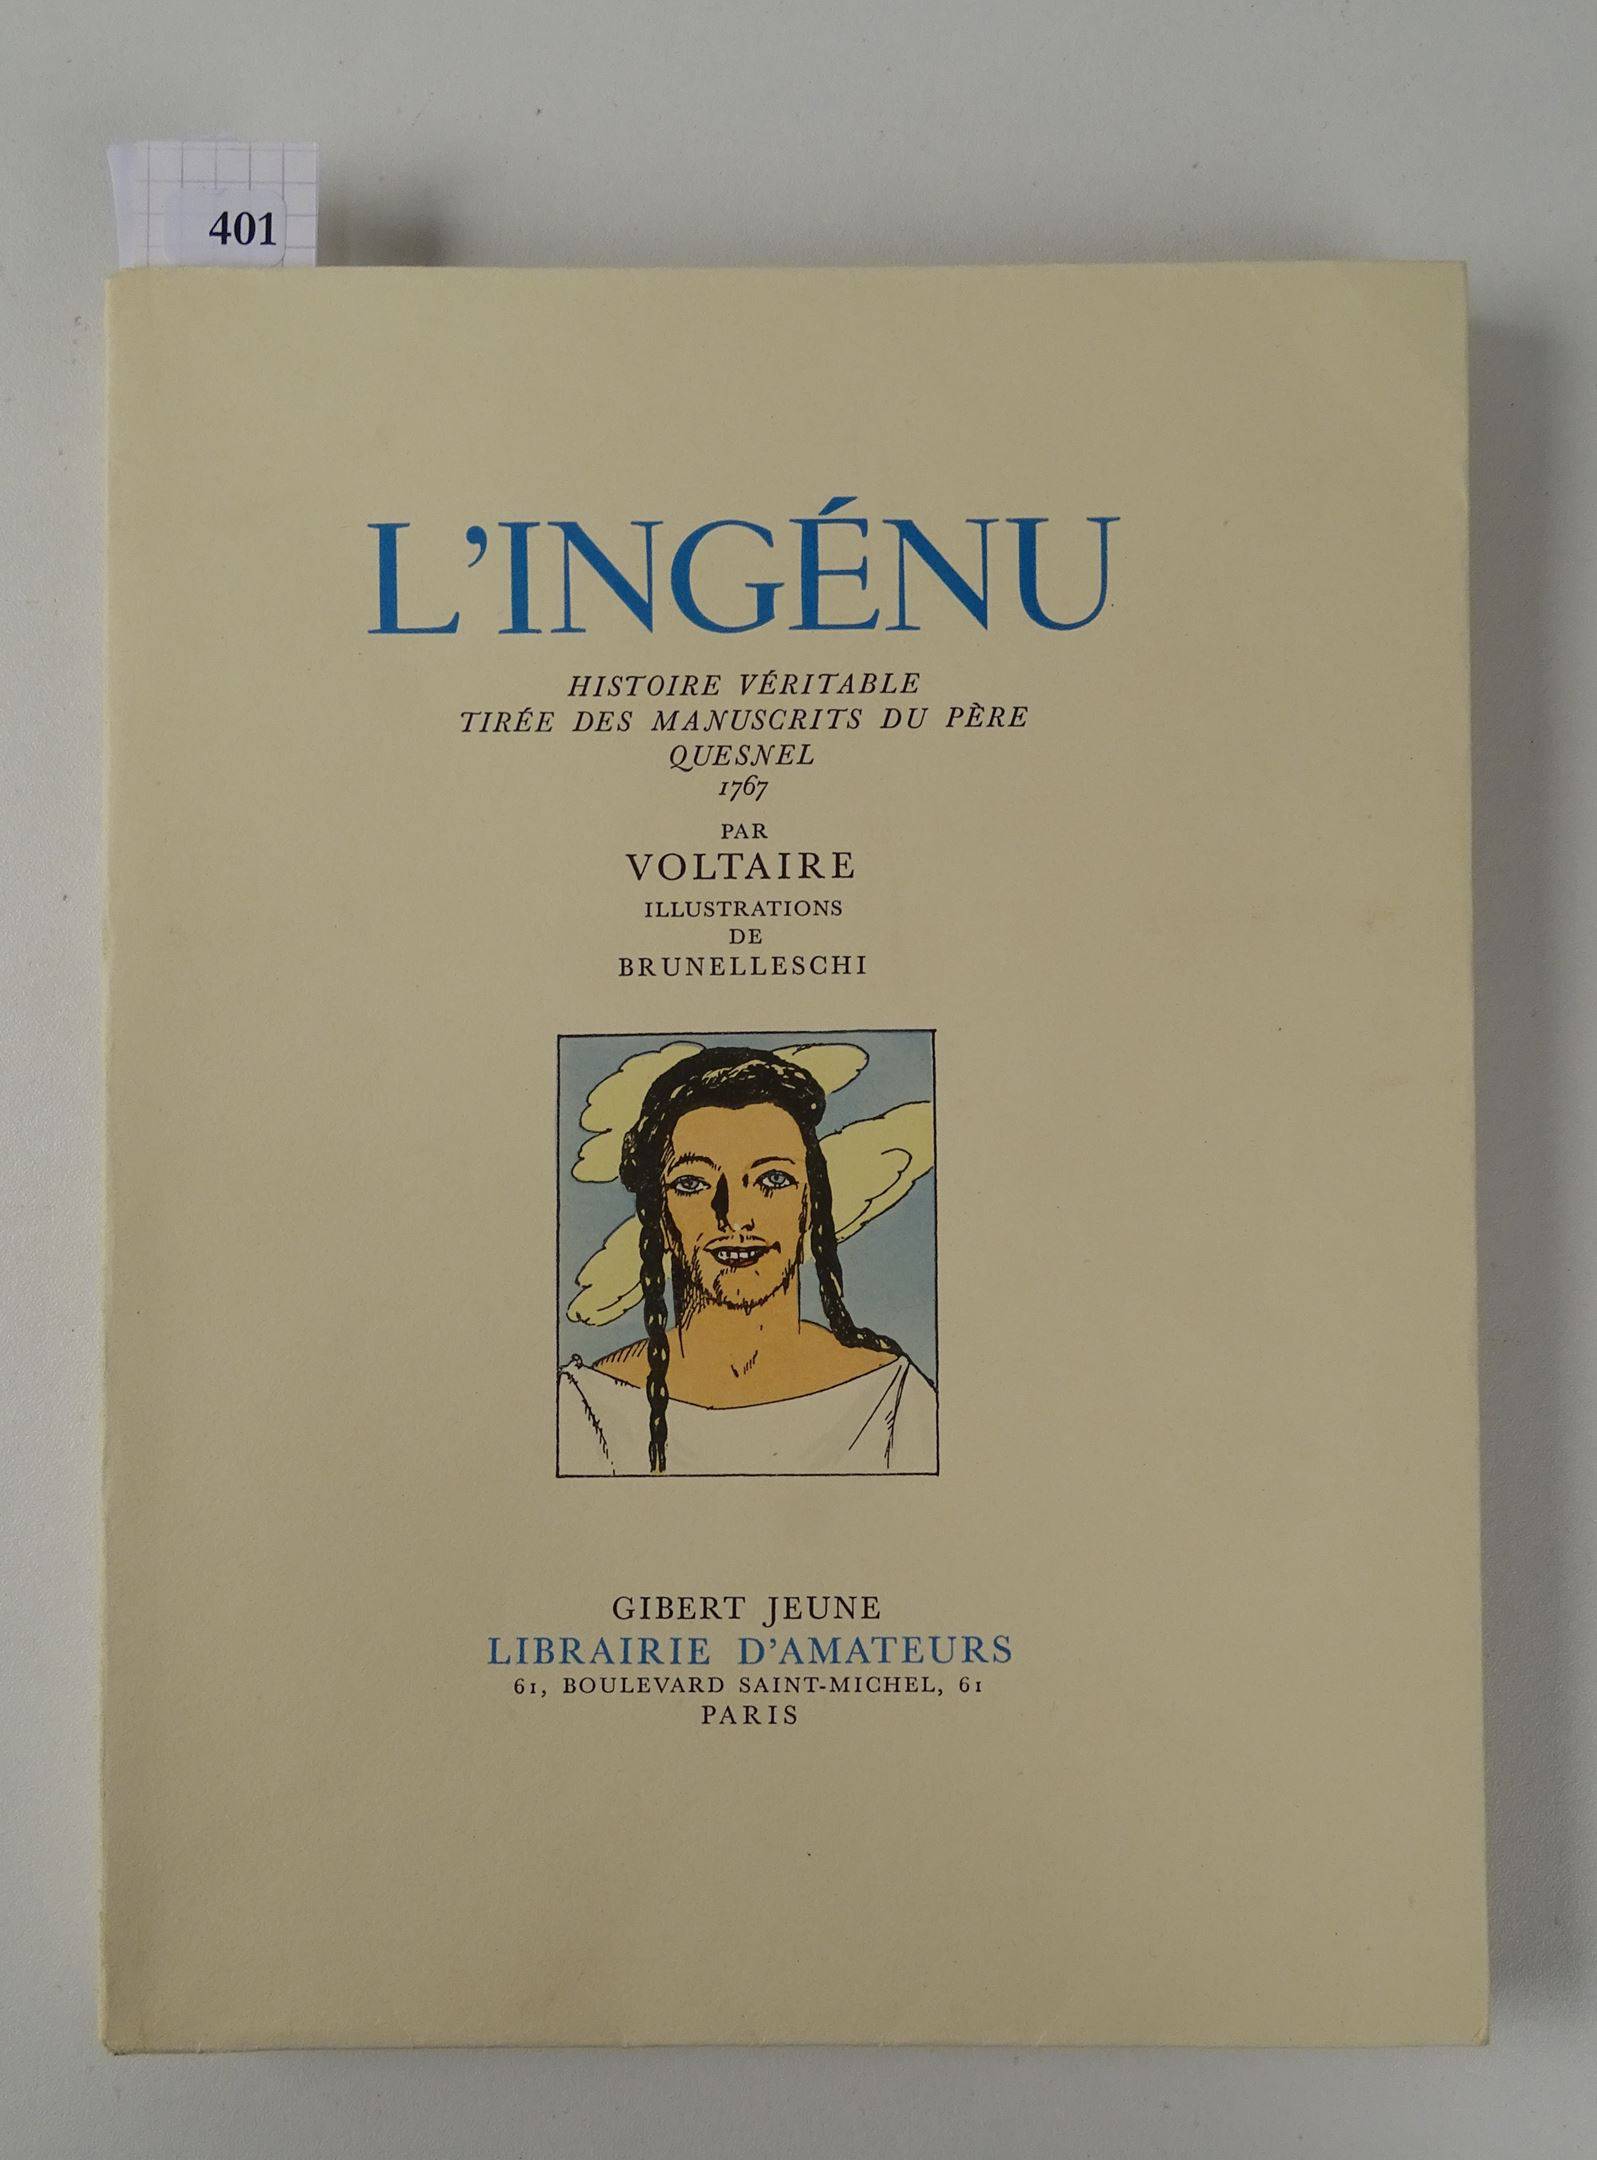 401
L'INGÉNU
HISTOIRE VÉRITABLE
TIRÉE DES MANUSCRITS DU PÈRE
QUESNEL
1767
PAR
VOLTAIRE
ILLUSTRATIONS
DE
BRUNELLESCHI
GIBERT JEUNE
LIBRAIRIE D'AMATEURS
61, BOULEVARD SAINT-MICHEL, 61
PARIS